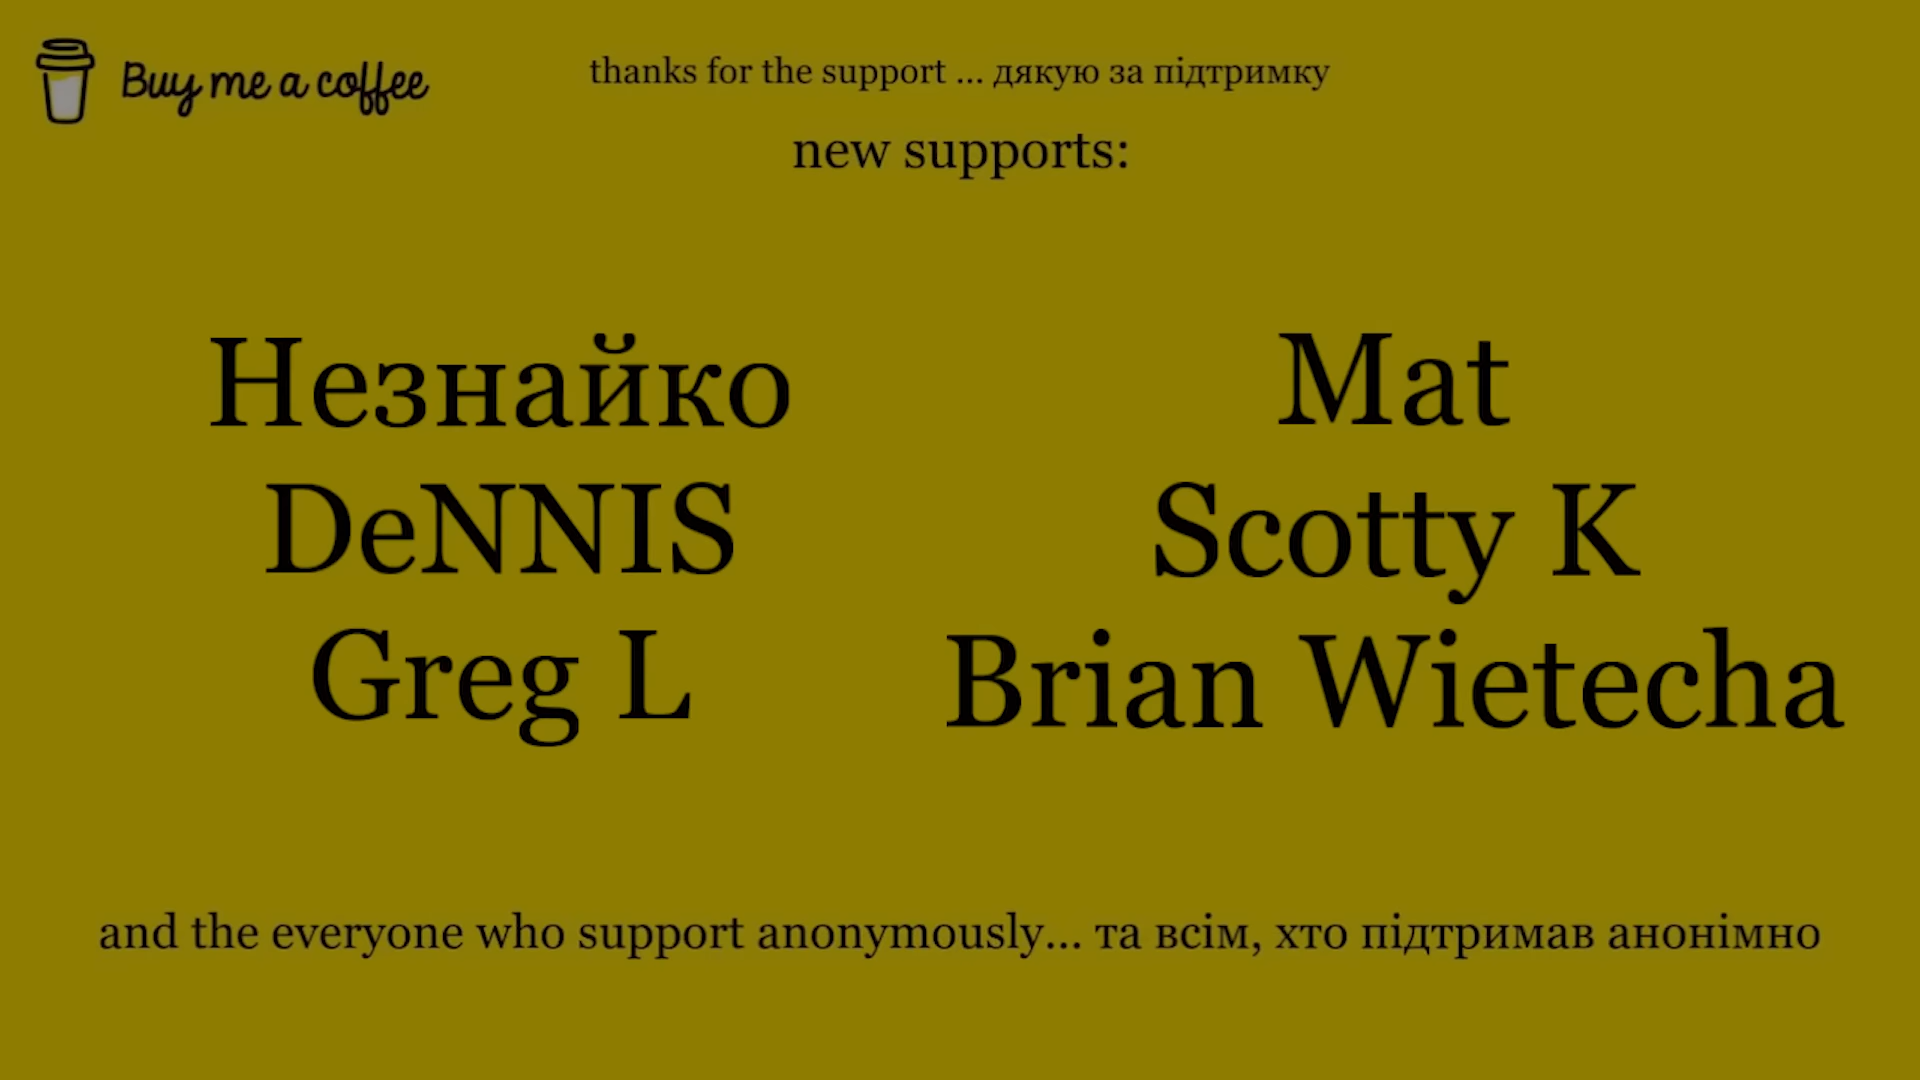 Buy me a coffee
thanks for the support ... дякую за підтримку
new supports:
Незнайко
DeNNIS
Greg L
Mat
Scotty K
Brian Wietecha
and the everyone who support anonymously... та всім, хто підтримав анонімно